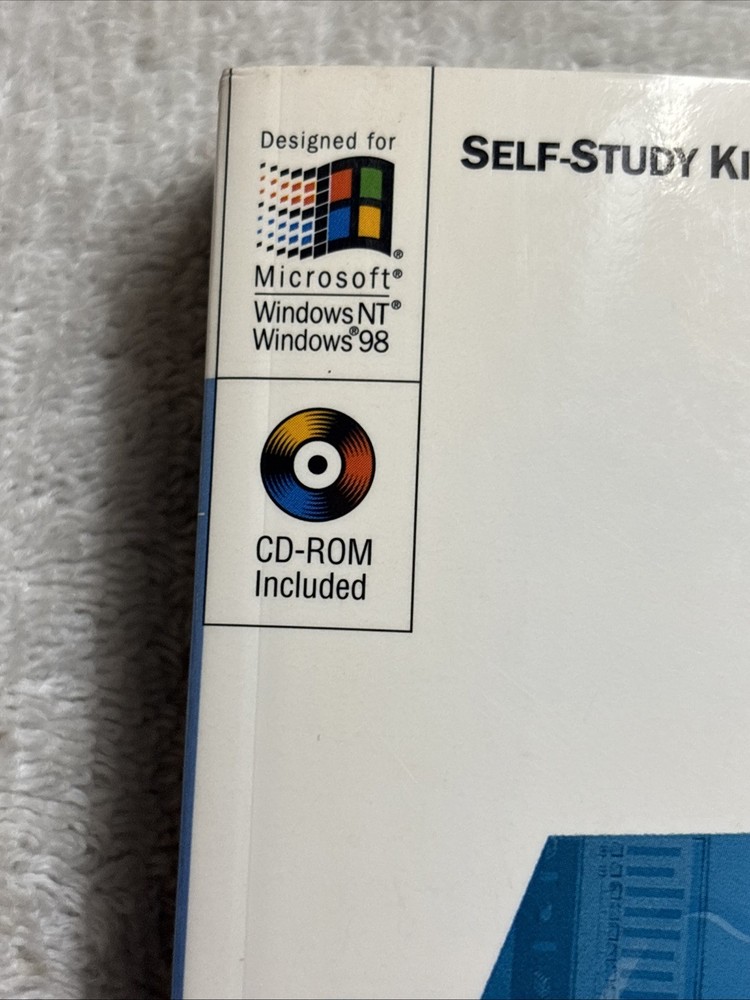 Designed for
Microsoft®
Windows NT®
Windows®98
CD-ROM
Included
SELF-STUDY KI